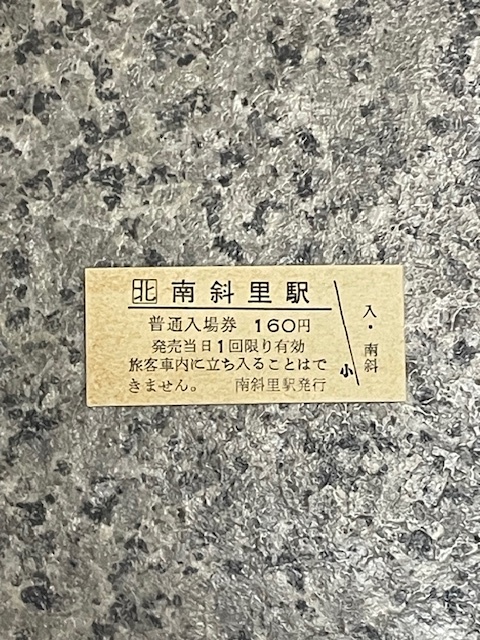 北 南斜里駅
普通入場券 160円
発売当日1回限り有効
旅客車内に立ち入ることはで
きません。 南斜里駅発行
小
入・南斜